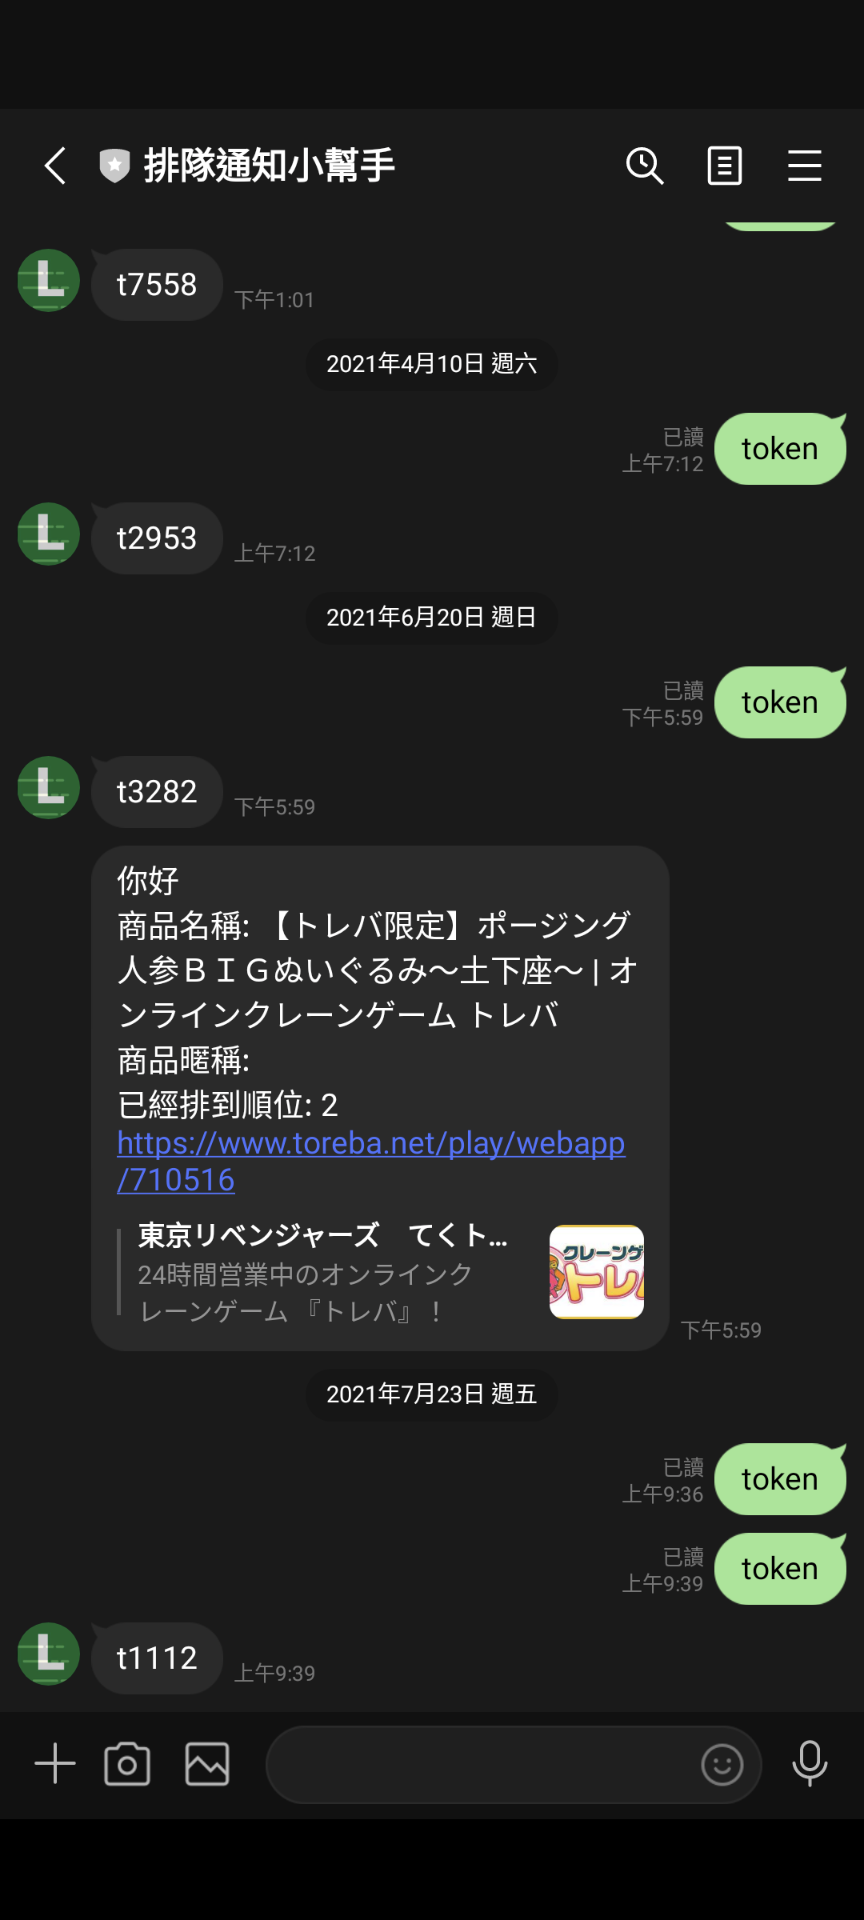 排隊通知小幫手
t7558
下午1:01
2021年4月10日 週六
已讀
上午7:12
token
t2953
上午7:12
2021年6月20日 週日
已讀
下午5:59
token
t3282
下午5:59
你好
商品名稱: 【トレバ限定】ポージング
人参ＢＩＧぬいぐるみ～土下座～ | オ
ンラインクレーンゲーム トレバ
商品暱稱:
已經排到順位: 2
https://www.toreba.net/play/webapp
/710516
東京リベンジャーズ　てくト...
24時間営業中のオンラインク
レーンゲーム 『トレバ』！
クレーンゲ
トレバ
下午5:59
2021年7月23日 週五
已讀
上午9:36
token
已讀
上午9:39
token
t1112
上午9:39